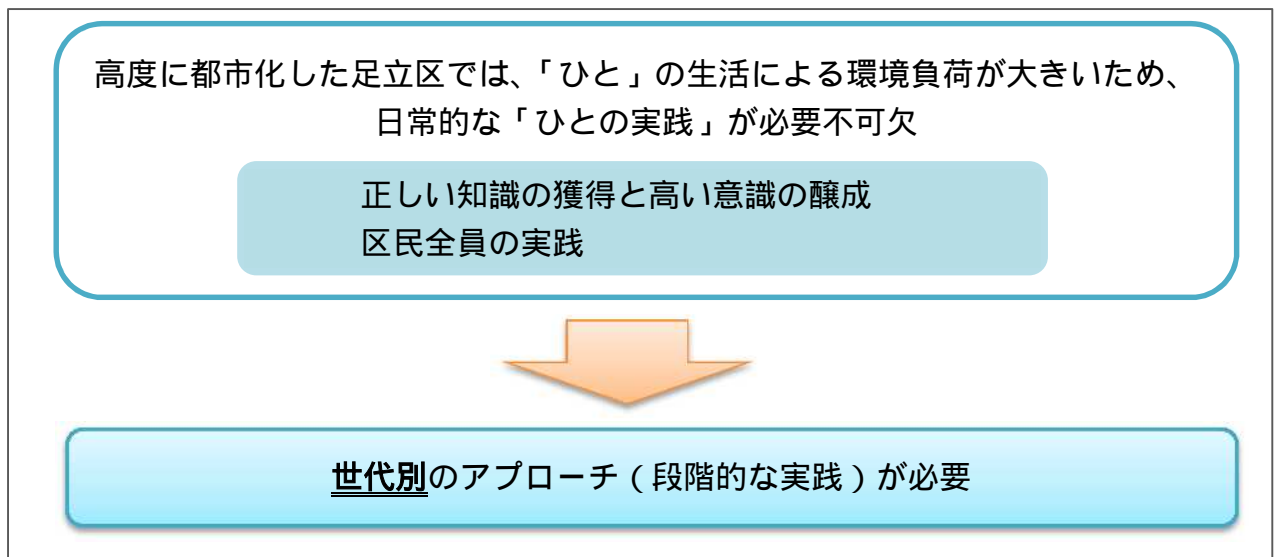 高度に都市化した足立区では、「ひと」の生活による環境負荷が大きいため、
日常的な「ひとの実践」が必要不可欠
正しい知識の獲得と高い意識の醸成
区民全員の実践
世代別のアプローチ(段階的な実践)が必要